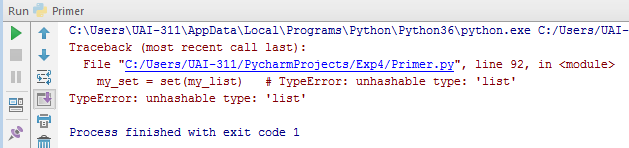 Run Primer
C:\Users\UAI-311\AppData\Local\Programs\Python\Python36\python.exe C:/Users/UAI-
Traceback (most recent call last):
  File "C:/Users/UAI-311/PycharmProjects/Exp4/Primer.py", line 92, in <module>
    my_set = set(my_list)   # TypeError: unhashable type: 'list'
TypeError: unhashable type: 'list'
Process finished with exit code 1